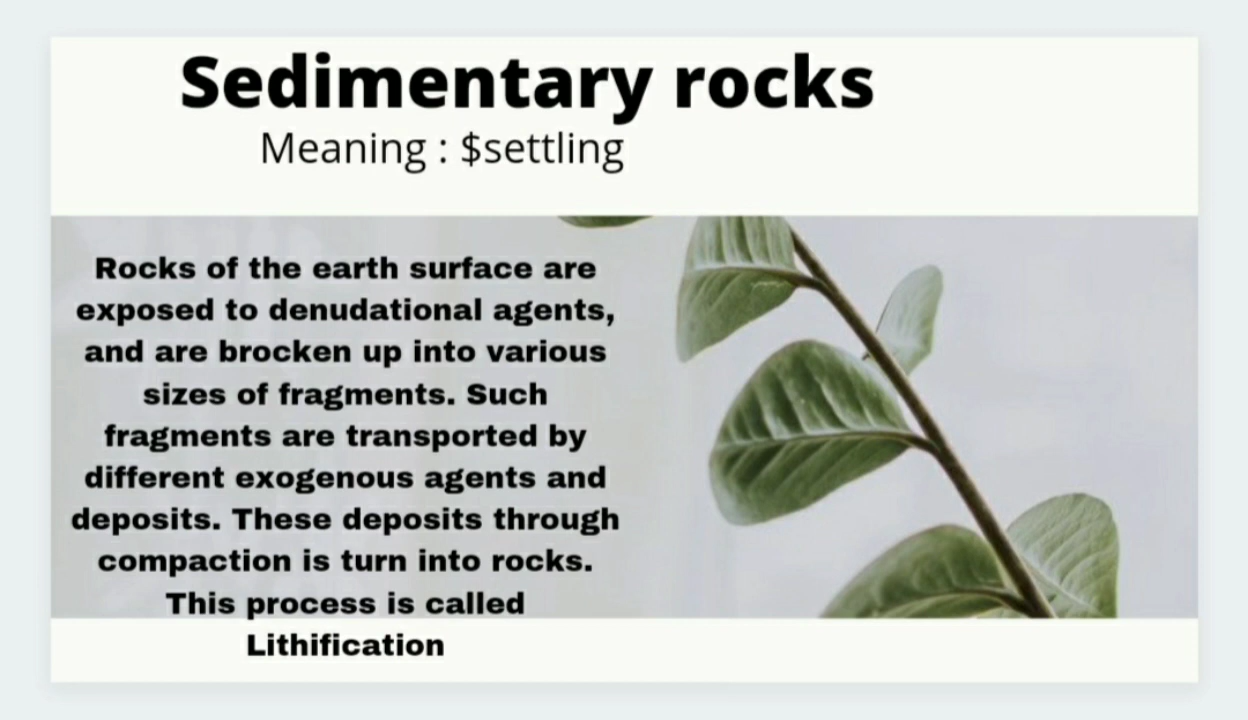 Sedimentary rocks
Meaning : $settling
Rocks of the earth surface are
exposed to denudational agents,
and are brocken up into various
sizes of fragments. Such
fragments are transported by
different exogenous agents and
deposits. These deposits through
compaction is turn into rocks.
This process is called
Lithification